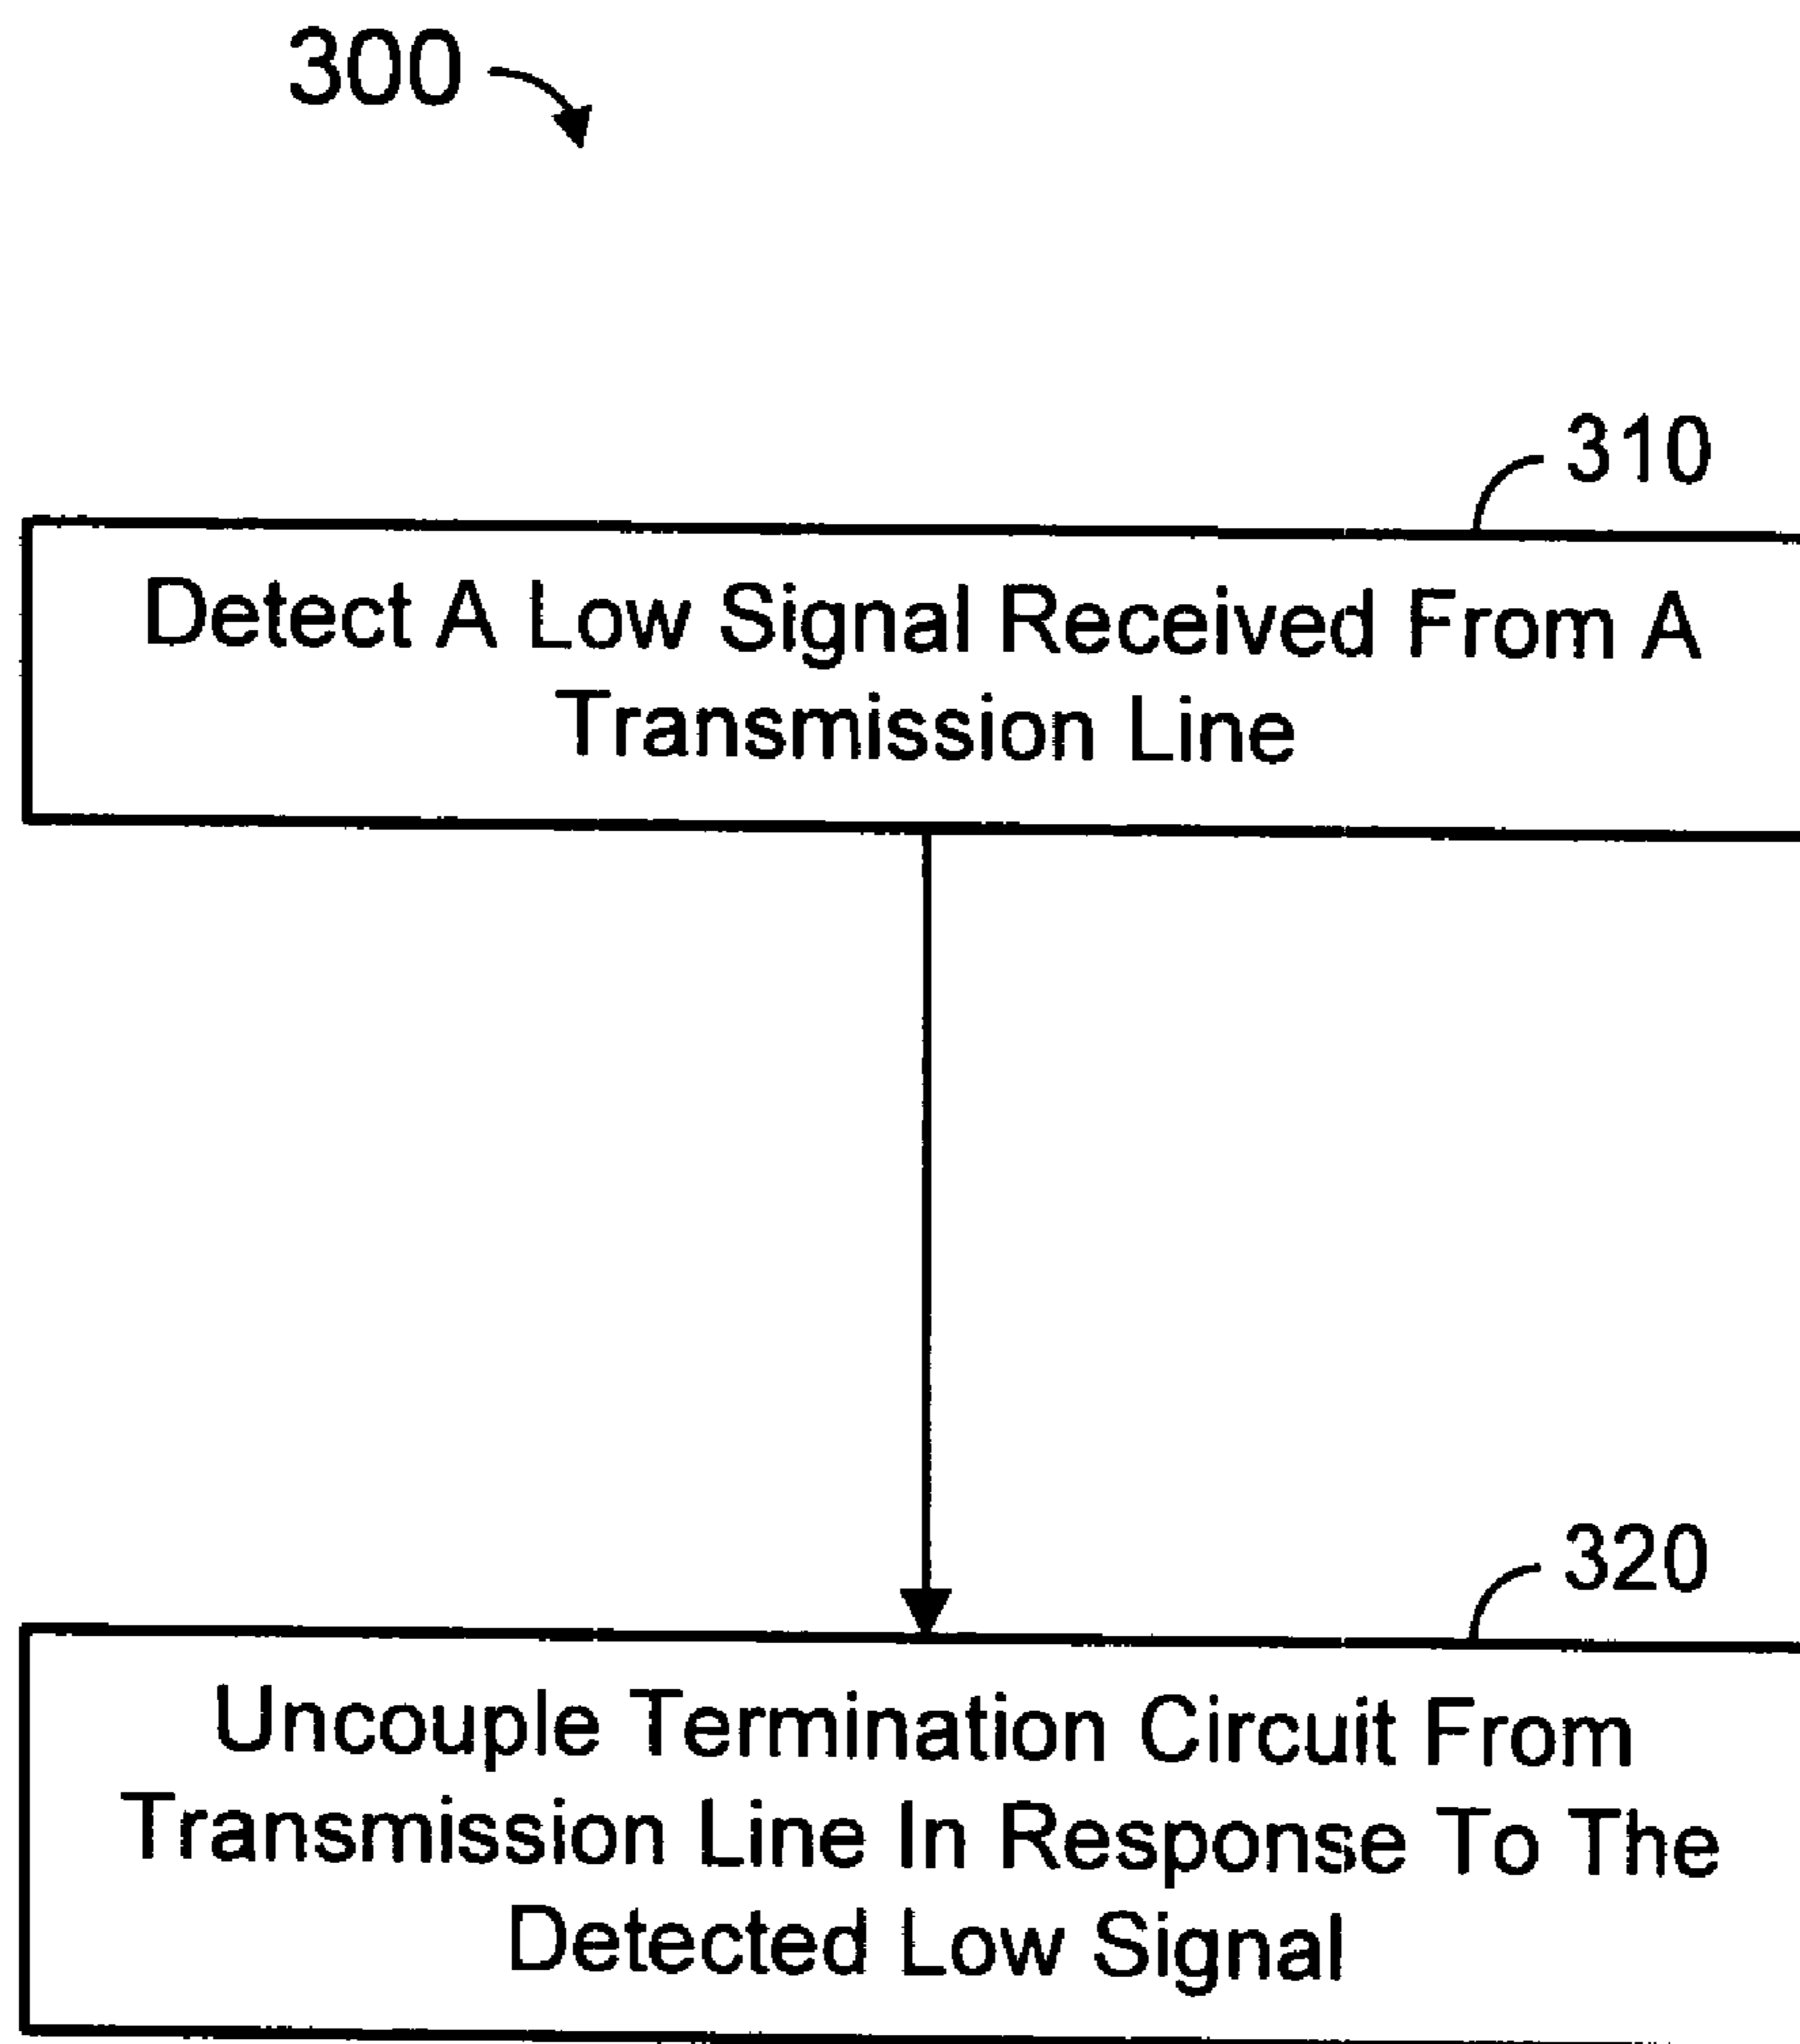 300
310
Detect A Low Signal Received From A
Transmission Line
320
Uncouple Termination Circuit From
Transmission Line In Response To The
Detected Low Signal